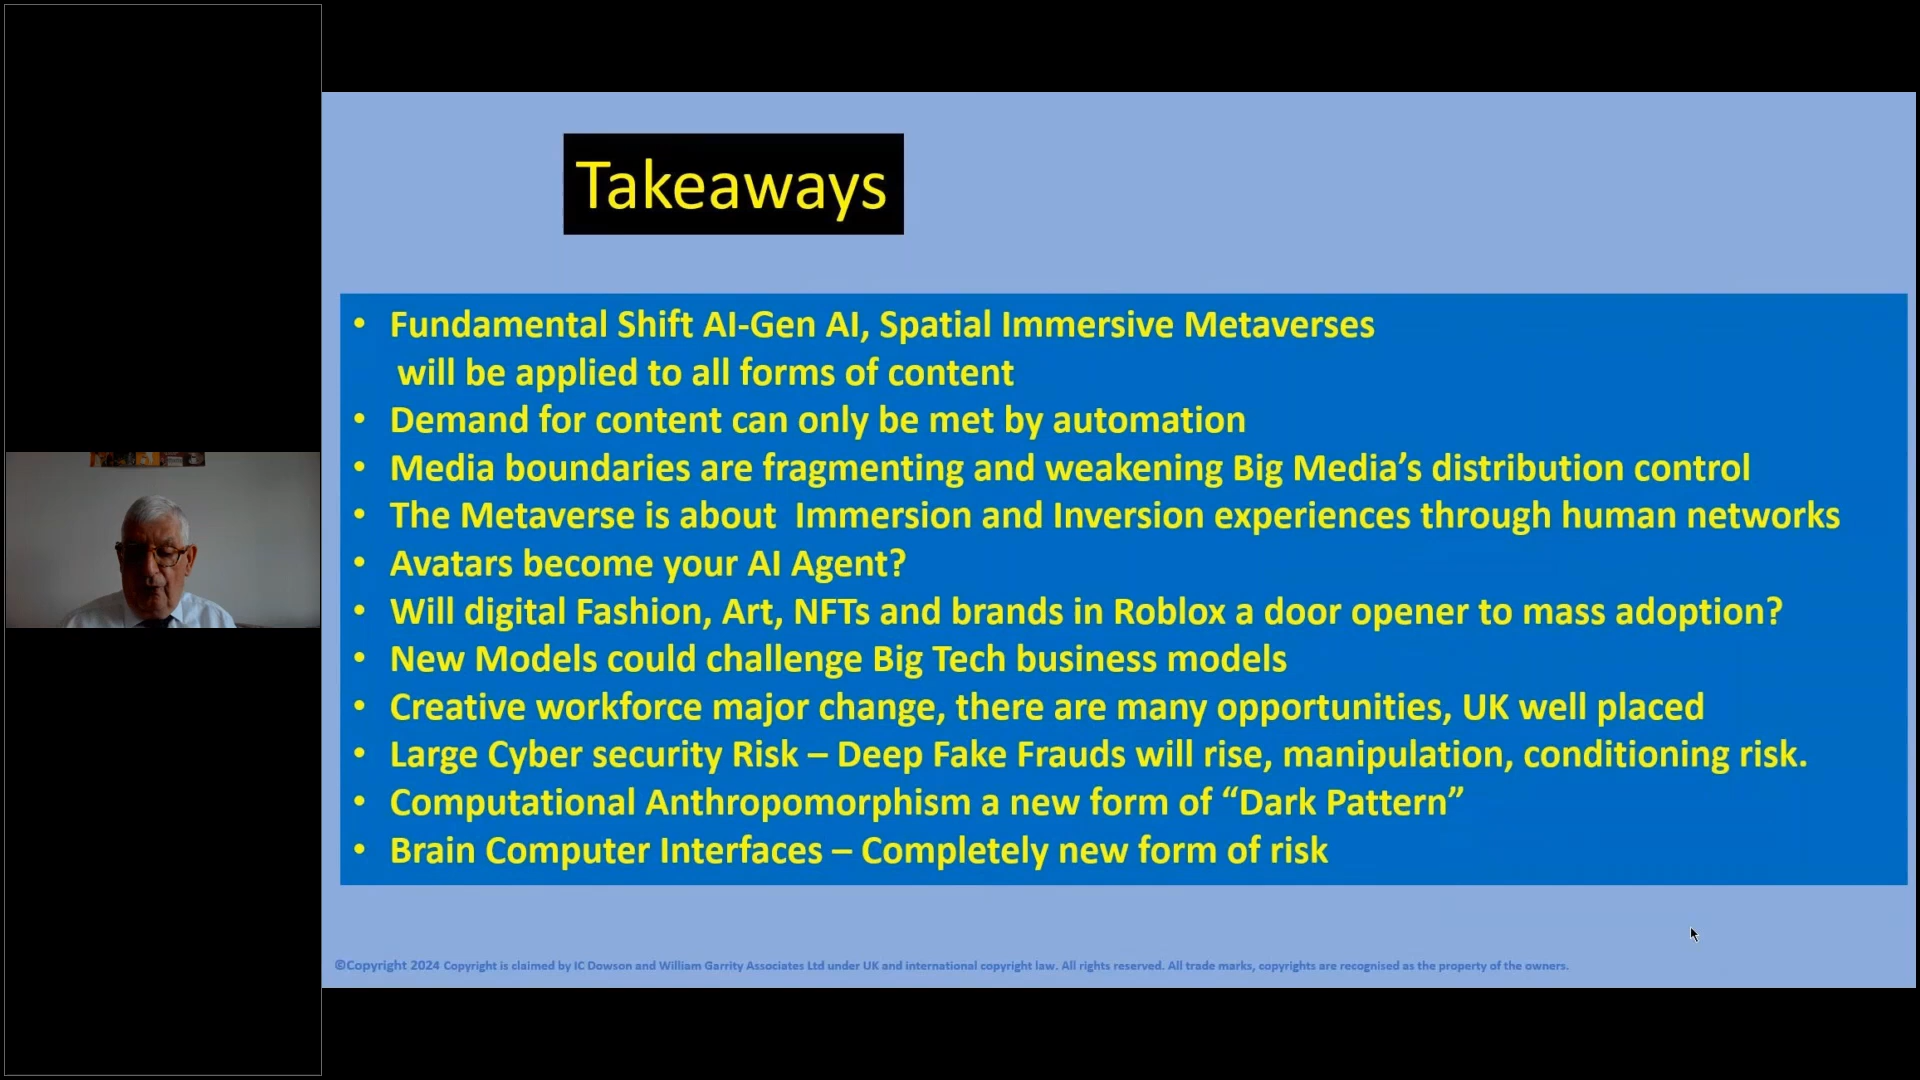 Takeaways
• Fundamental Shift AI-Gen AI, Spatial Immersive Metaverses
will be applied to all forms of content
• Demand for content can only be met by automation
• Media boundaries are fragmenting and weakening Big Media’s distribution control
• The Metaverse is about  Immersion and Inversion experiences through human networks
• Avatars become your AI Agent?
• Will digital Fashion, Art, NFTs and brands in Roblox a door opener to mass adoption?
• New Models could challenge Big Tech business models
• Creative workforce major change, there are many opportunities, UK well placed
• Large Cyber security Risk – Deep Fake Frauds will rise, manipulation, conditioning risk.
• Computational Anthropomorphism a new form of “Dark Pattern”
• Brain Computer Interfaces – Completely new form of risk
©Copyright 2024 Copyright is claimed by IC Dowson and William Garrity Associates Ltd under UK and international copyright law. All rights reserved. All trade marks, copyrights are recognised as the property of the owners.